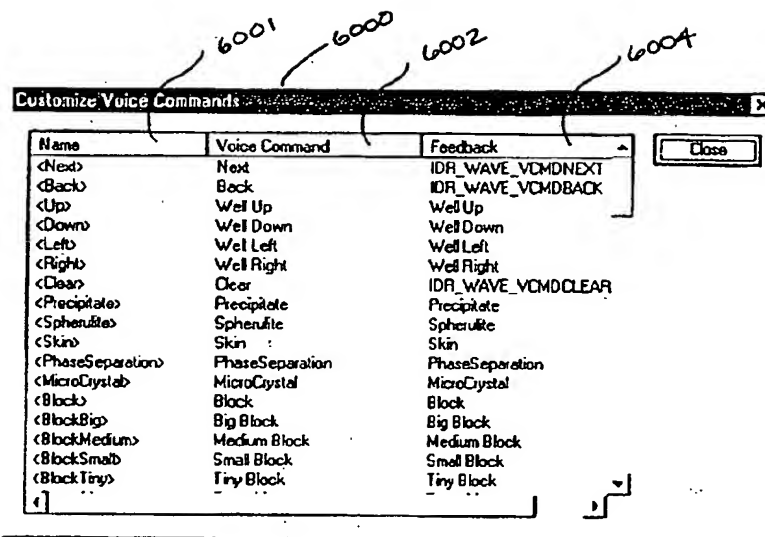 6001 6000 6002 6004
Customize Voice Commands
Name Voice Command Feedback Close
<Next> Next IDR_WAVE_VCMDNEXT
<Back> Back IDR_WAVE_VCMDBACK
<Up> Well Up Well Up
<Down> Well Down Well Down
<Left> Well Left Well Left
<Right> Well Right Well Right
<Clear> Clear IDR_WAVE_VCMDCLEAR
<Precipitate> Precipitate Precipitate
<Spherulite> Spherulite Spherulite
<Skin> Skin Skin
<PhaseSeparation> PhaseSeparation PhaseSeparation
<MicroCrystal> MicroCrystal MicroCrystal
<Block> Block Block
<BlockBig> Big Block Big Block
<BlockMedium> Medium Block Medium Block
<BlockSmall> Small Block Small Block
<BlockTiny> Tiny Block Tiny Block